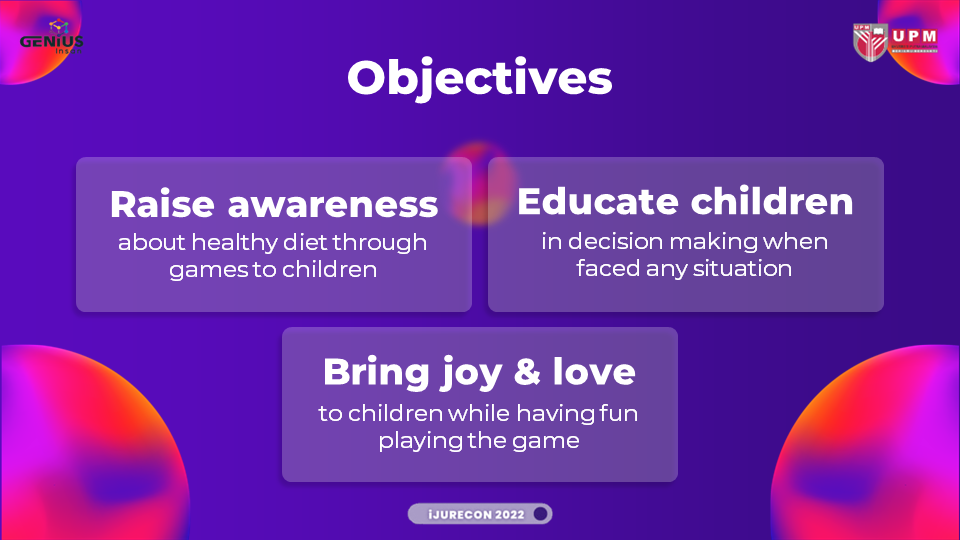 GENiUS
Insan
UPM
UPM
Objectives
Raise awareness
about healthy diet through
games to children
Educate children
in decision making when
faced any situation
Bring joy & love
to children while having fun
playing the game
iJURECON 2022